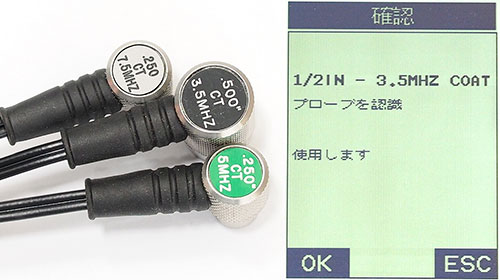 .250
CT
7.5MHZ
.500"
CT
3.5MHZ
.250"
CT
5MHZ
確認
1/2IN - 3.5MHZ COAT
プローブを認識
使用します
OK
ESC